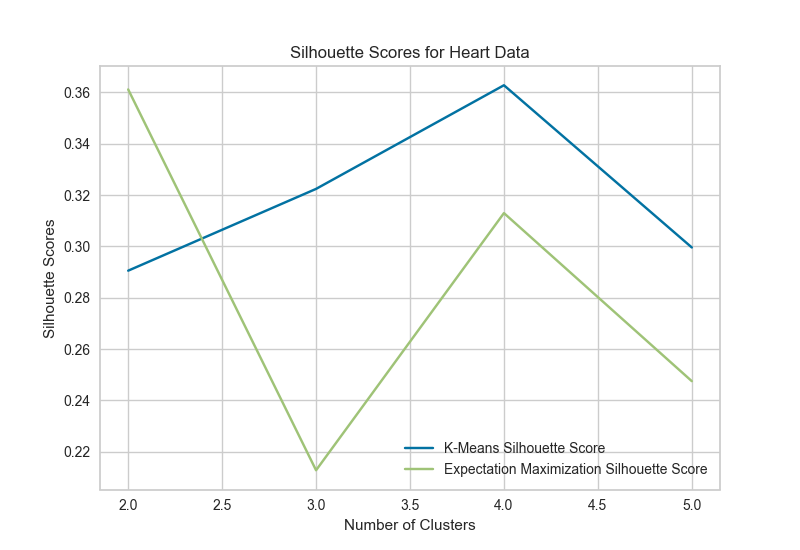 Silhouette Scores for Heart Data
Silhouette Scores
0.36
0.34
0.32
0.30
0.28
0.26
0.24
0.22
K-Means Silhouette Score
Expectation Maximization Silhouette Score
2.0 2.5 3.0 3.5 4.0 4.5 5.0
Number of Clusters